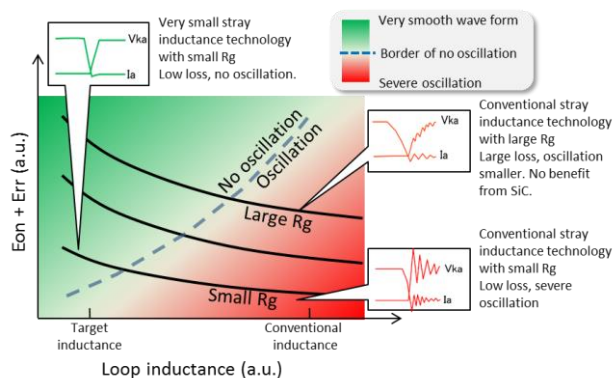 Very small stray
inductance technology
with small Rg
Low loss, no oscillation.
Vka
Ia
Very smooth wave form
Border of no oscillation
Severe oscillation
Eon + Err (a.u.)
No oscillation
Oscillation
Large Rg
Small Rg
Vka
Ia
Conventional stray
inductance technology
with large Rg
Large loss, oscillation
smaller. No benefit
from SiC.
Vka
Ia
Conventional stray
inductance technology
with small Rg
Low loss, severe
oscillation
Target
inductance
Conventional
inductance
Loop inductance (a.u.)